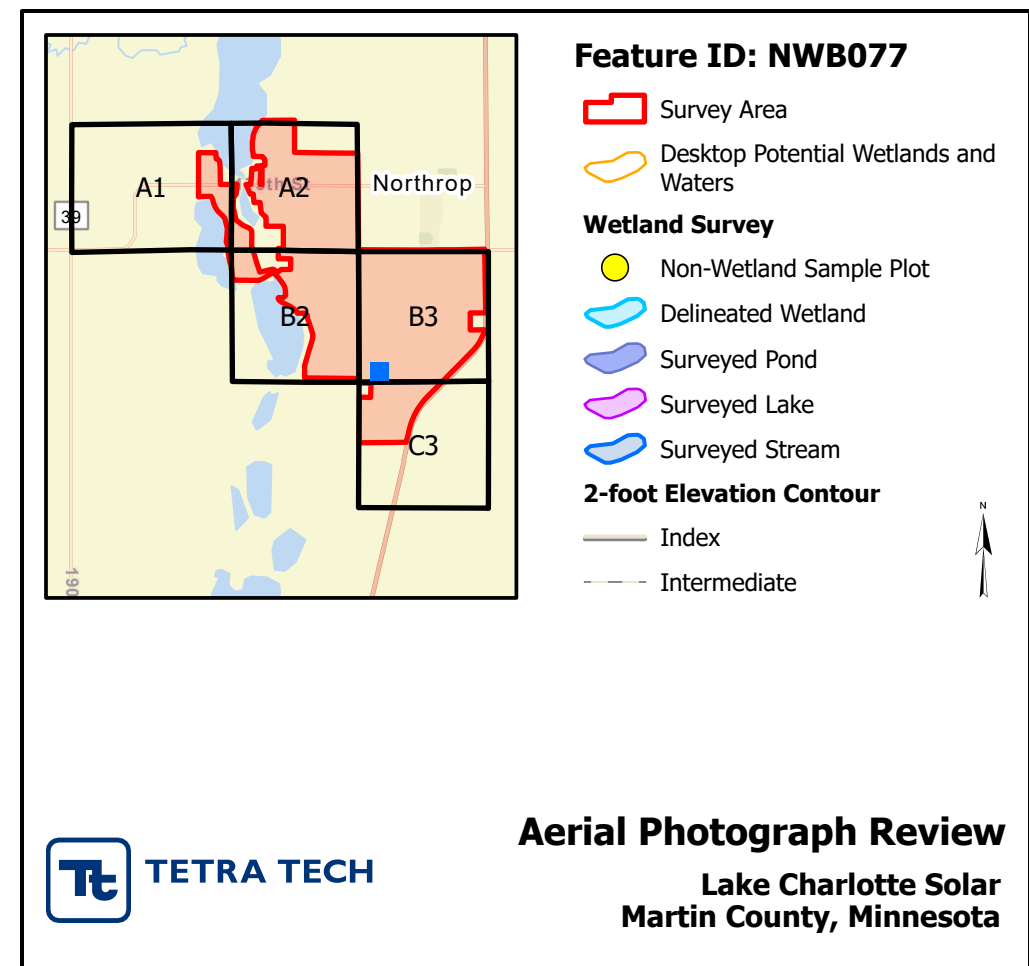 Feature ID: NWB077
Survey Area
Desktop Potential Wetlands and
Waters
Wetland Survey
Non-Wetland Sample Plot
Delineated Wetland
Surveyed Pond
Surveyed Lake
Surveyed Stream
2-foot Elevation Contour
Index
Intermediate
N
A1
A2
Northrop
39
B2
B3
C3
190
Tt
TETRA TECH
Aerial Photograph Review
Lake Charlotte Solar
Martin County, Minnesota